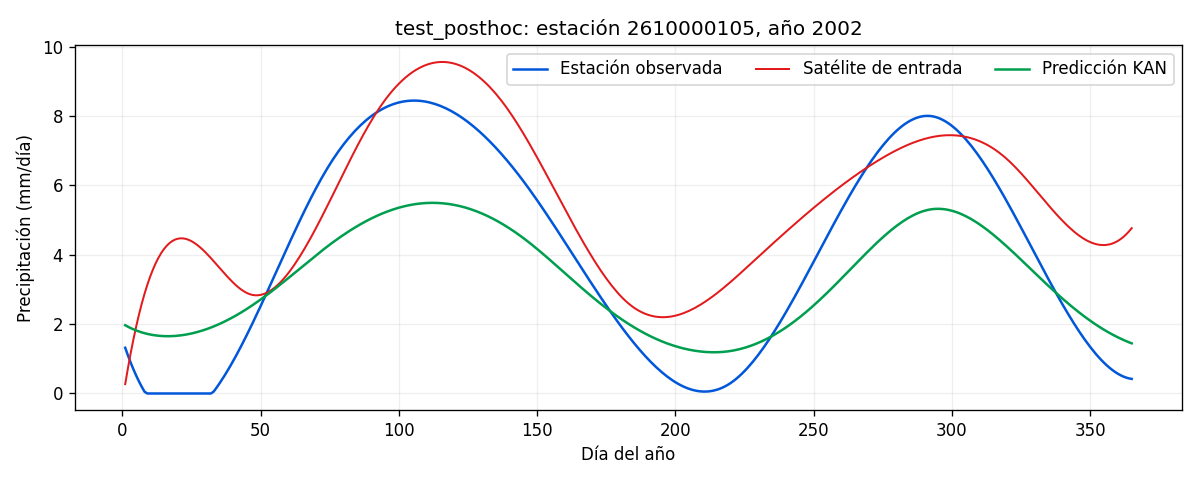 test_posthoc: estación 2610000105, año 2002
Estación observada
Satélite de entrada
Predicción KAN
Precipitación (mm/día)
10
8
6
4
2
0
0
50
100
150
200
250
300
350
Día del año